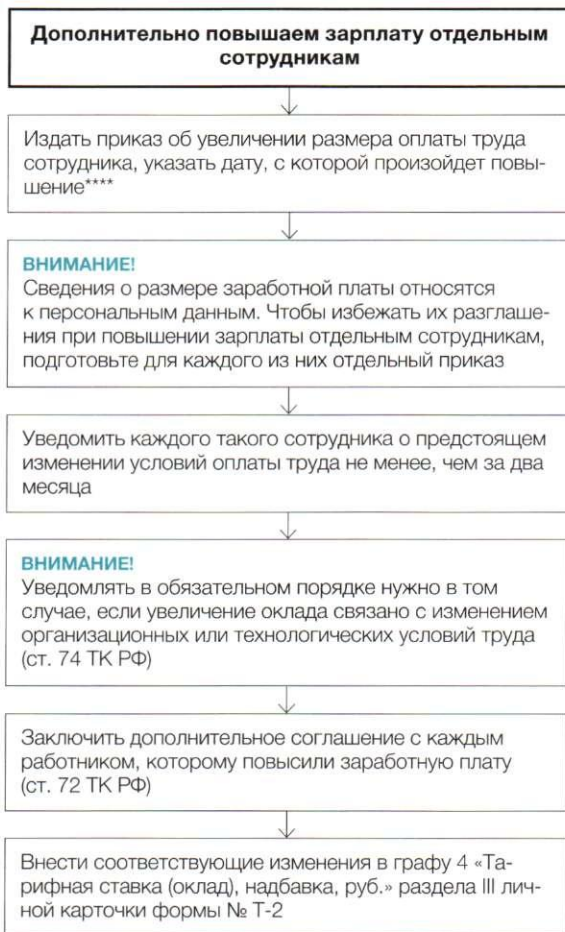 Дополнительно повышаем зарплату отдельным
сотрудникам
Издать приказ об увеличении размера оплаты труда
сотрудника, указать дату, с которой произойдет повы-
шение****
ВНИМАНИЕ!
Сведения о размере заработной платы относятся
к персональным данным. Чтобы избежать их разглаше-
ния при повышении зарплаты отдельным сотрудникам,
подготовьте для каждого из них отдельный приказ
Уведомить каждого такого сотрудника о предстоящем
изменении условий оплаты труда не менее, чем за два
месяца
ВНИМАНИЕ!
Уведомлять в обязательном порядке нужно в том
случае, если увеличение оклада связано с изменением
организационных или технологических условий труда
(ст. 74 ТК РФ)
Заключить дополнительное соглашение с каждым
работником, которому повысили заработную плату
(ст. 72 ТК РФ)
Внести соответствующие изменения в графу 4 «Та-
рифная ставка (оклад), надбавка, руб.» раздела III лич-
ной карточки формы № Т-2